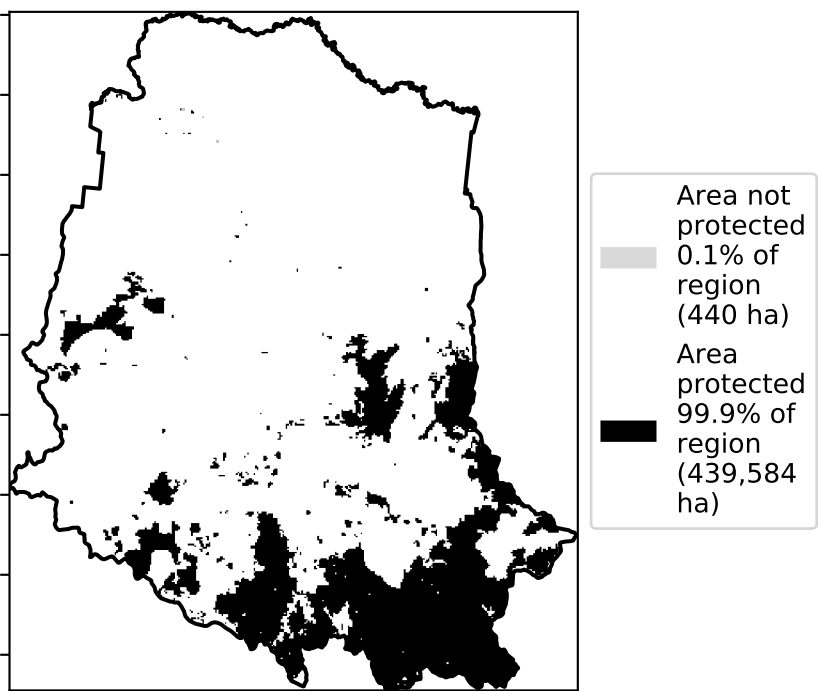 Area not
protected
0.1% of
region
(440 ha)
Area
protected
99.9% of
region
(439,584
ha)